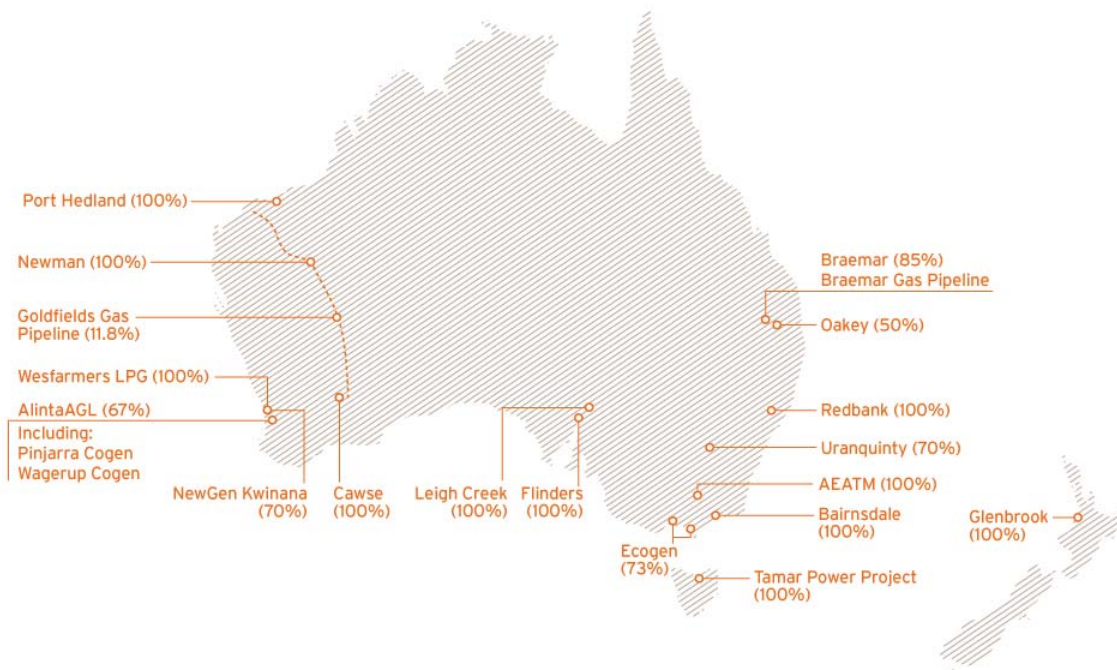 Port Hedland (100%)
Newman (100%)
Goldfields Gas
Pipeline (11.8%)
Wesfarmers LPG (100%)
AlintaAGL (67%)
Including:
Pinjarra Cogen
Wagerup Cogen
NewGen Kwinana
(70%)
Cawse
(100%)
Leigh Creek
(100%)
Flinders
(100%)
Braemar (85%)
Braemar Gas Pipeline
Oakey (50%)
Redbank (100%)
Uranquinty (70%)
AEATM (100%)
Bairnsdale
(100%)
Ecogen
(73%)
Tamar Power Project
(100%)
Glenbrook
(100%)